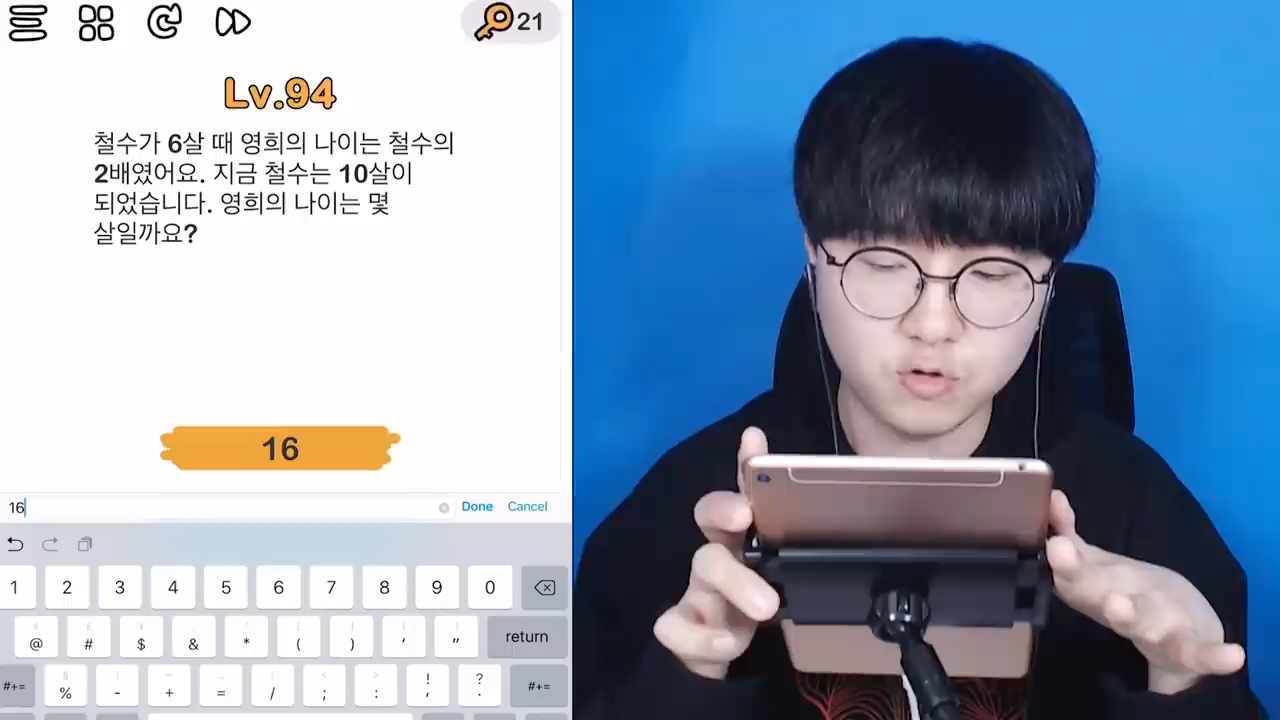 21
Lv.94
철수가 6살 때 영희의 나이는 철수의
2배였어요. 지금 철수는 10살이
되었습니다. 영희의 나이는 몇
살일까요?
16
16 Done Cancel
1 2 3 4 5 6 7 8 9 0
@ # $ & * ( ) ' " return
#+= % - + = / ; : ! , ? . #+=